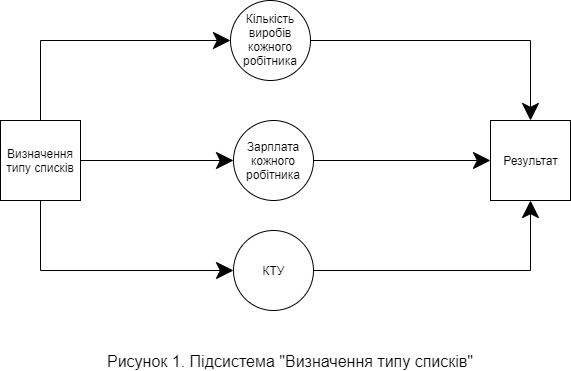 Кількість
виробів
кожного
робітника
Визначення
типу списків
Зарплата
кожного
робітника
Результат
КТУ
Рисунок 1. Підсистема "Визначення типу списків"